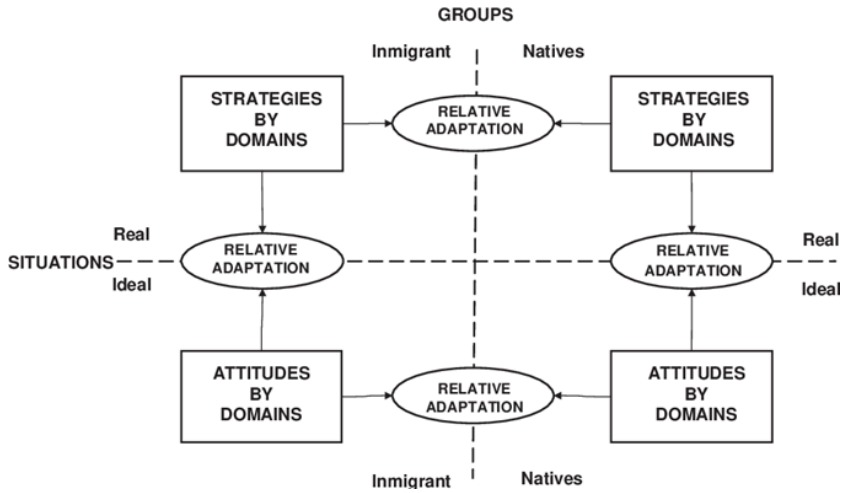 GROUPS
Inmigrant Natives
STRATEGIES
BY
DOMAINS
RELATIVE
ADAPTATION
STRATEGIES
BY
DOMAINS
Real
SITUATIONS
Ideal
RELATIVE
ADAPTATION
RELATIVE
ADAPTATION
Real
Ideal
ATTITUDES
BY
DOMAINS
RELATIVE
ADAPTATION
ATTITUDES
BY
DOMAINS
Inmigrant Natives